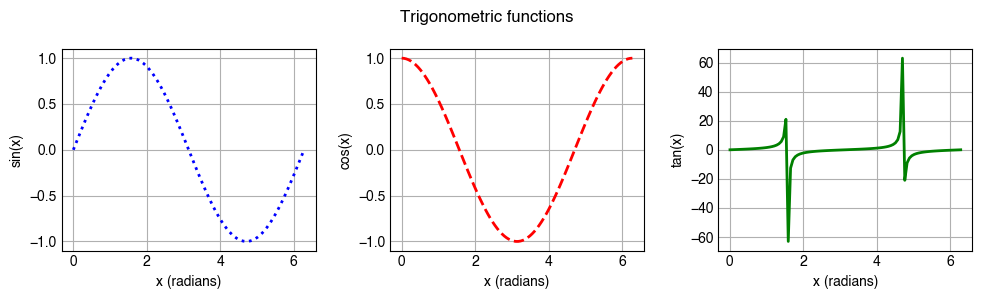 Trigonometric functions
sin(x)
1.0
0.5
0.0
−0.5
−1.0
0 2 4 6
x (radians)
cos(x)
1.0
0.5
0.0
−0.5
−1.0
0 2 4 6
x (radians)
tan(x)
60
40
20
0
−20
−40
−60
0 2 4 6
x (radians)